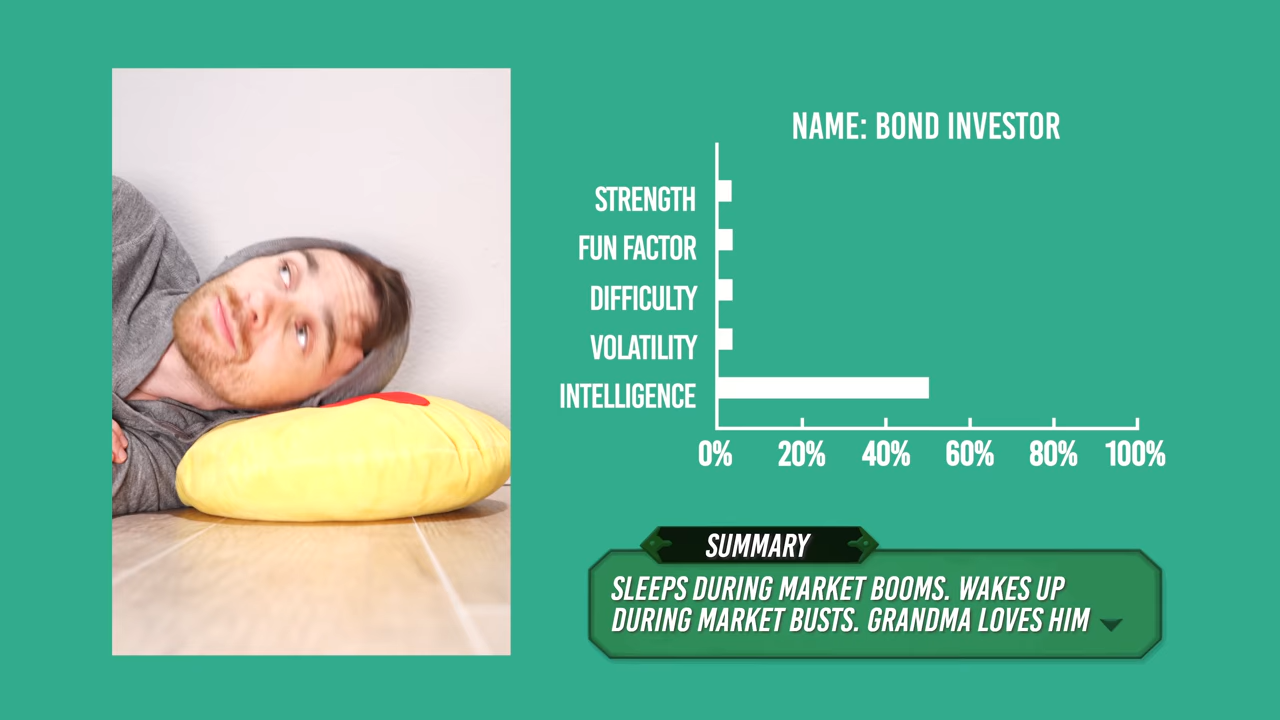 NAME: BOND INVESTOR
STRENGTH
FUN FACTOR
DIFFICULTY
VOLATILITY
INTELLIGENCE
0% 20% 40% 60% 80% 100%
SUMMARY
SLEEPS DURING MARKET BOOMS. WAKES UP
DURING MARKET BUSTS. GRANDMA LOVES HIM